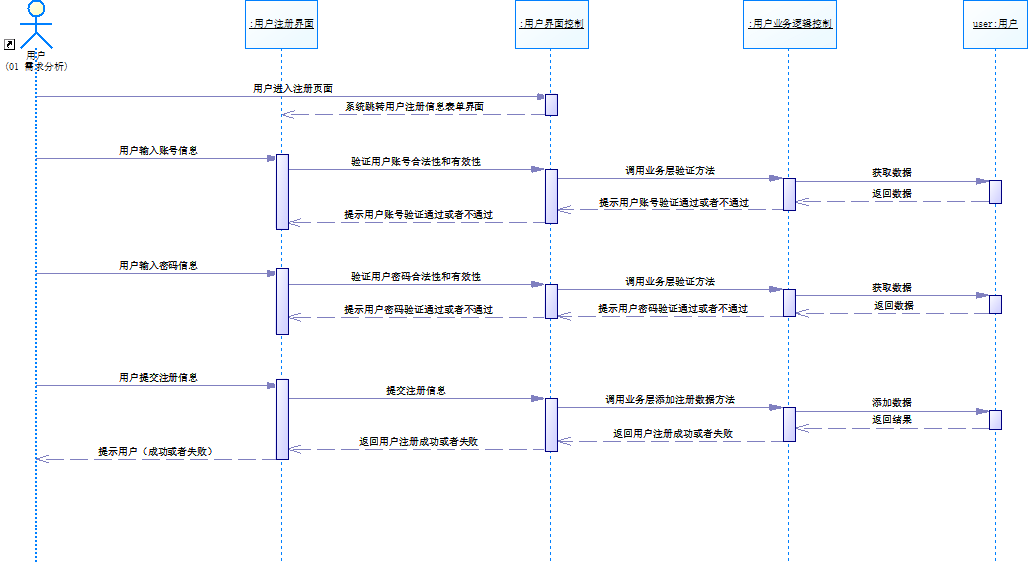 :用户注册界面
:用户界面控制
:用户业务逻辑控制
user:用户
用户
(01 需求分析)
用户进入注册页面
系统跳转用户注册信息表单界面
用户输入账号信息
验证用户账号合法性和有效性
调用业务层验证方法
获取数据
返回数据
提示用户账号验证通过或者不通过
提示用户账号验证通过或者不通过
用户输入密码信息
验证用户密码合法性和有效性
调用业务层验证方法
获取数据
返回数据
提示用户密码验证通过或者不通过
提示用户密码验证通过或者不通过
用户提交注册信息
提交注册信息
调用业务层添加注册数据方法
添加数据
返回结果
返回用户注册成功或者失败
返回用户注册成功或者失败
提示用户（成功或者失败）